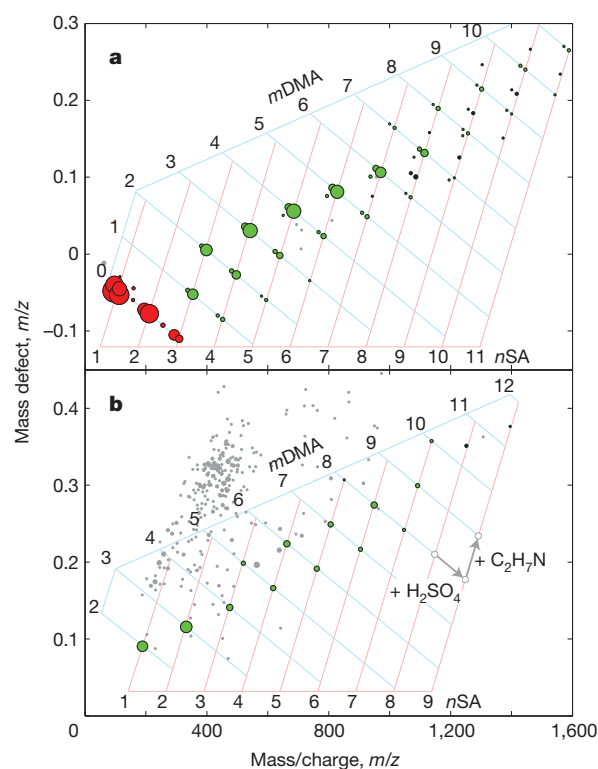 0.3
a
10
9
8
mDMA
7
6
5
4
3
2
1
0
0.2
0.1
0
−0.1
1 2 3 4 5 6 7 8 9 10 11 nSA
Mass defect, m/z
b
12
11
10
9
mDMA
8
7
6
5
4
3
2
0.4
0.3
0.2
0.1
+ C₂H₇N
+ H₂SO₄
1 2 3 4 5 6 7 8 9 nSA
0 400 800 1,200 1,600
Mass/charge, m/z